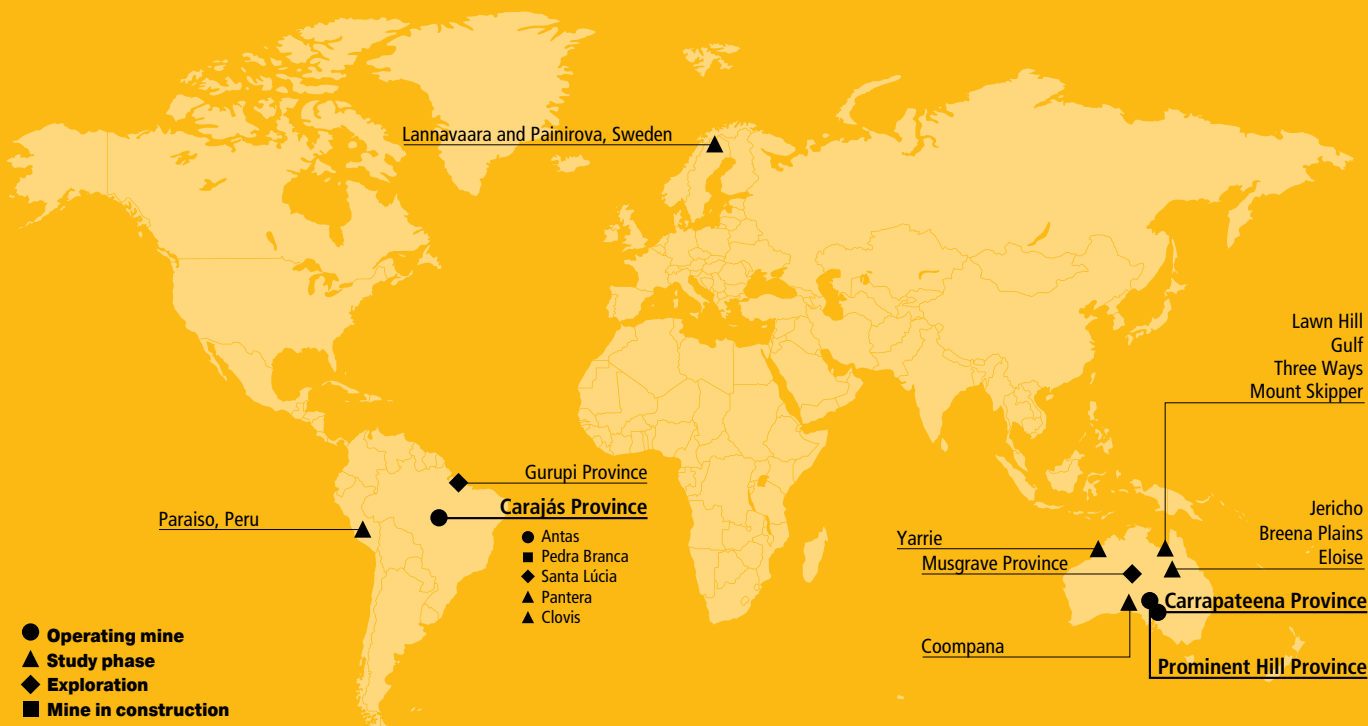 Lannavaara and Painirova, Sweden
Lawn Hill
Gulf
Three Ways
Mount Skipper
Gurupi Province
Carajás Province
Antas
Pedra Branca
Santa Lúcia
Pantera
Clovis
Paraiso, Peru
Jericho
Breena Plains
Eloise
Yarrie
Musgrave Province
Carrapateena Province
Coompana
Prominent Hill Province
Operating mine
Study phase
Exploration
Mine in construction